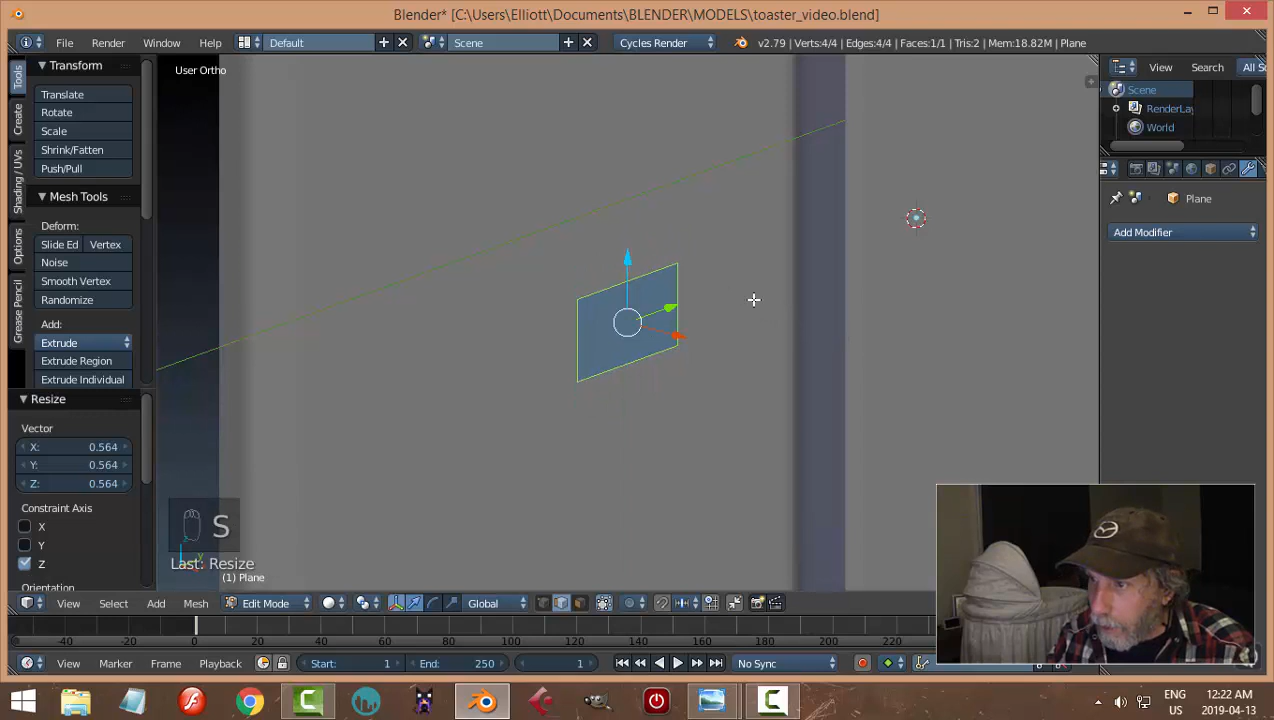 Blender* [C:\Users\Elliott\Documents\BLENDER\MODELS\toaster_video.blend]
File Render Window Help Default Scene Cycles Render v2.79 | Verts:4/4 | Edges:4/4 | Faces:1/1 | Tris:2 | Mem:18.82M | Plane
Tools
Create
Shading / UVs
Options
Grease Pencil
Transform
Translate
Rotate
Scale
Shrink/Fatten
Push/Pull
Mesh Tools
Deform:
Slide Ed Vertex
Noise
Smooth Vertex
Randomize
Add:
Extrude
Extrude Region
Extrude Individual
Resize
Vector
X: 0.564
Y: 0.564
Z: 0.564
Constraint Axis
X
Y
Z
Orientation
User Ortho
S
Last: Resize
(1) Plane
View Search All Sc
Scene
RenderLay
World
Plane
Add Modifier
View Select Add Mesh Edit Mode Global
-40 -20 0 20 40 60 80 100 120 140 160 180 200 220
View Marker Frame Playback Start: 1 End: 250 1 No Sync
ENG 12:22 AM
US 2019-04-13